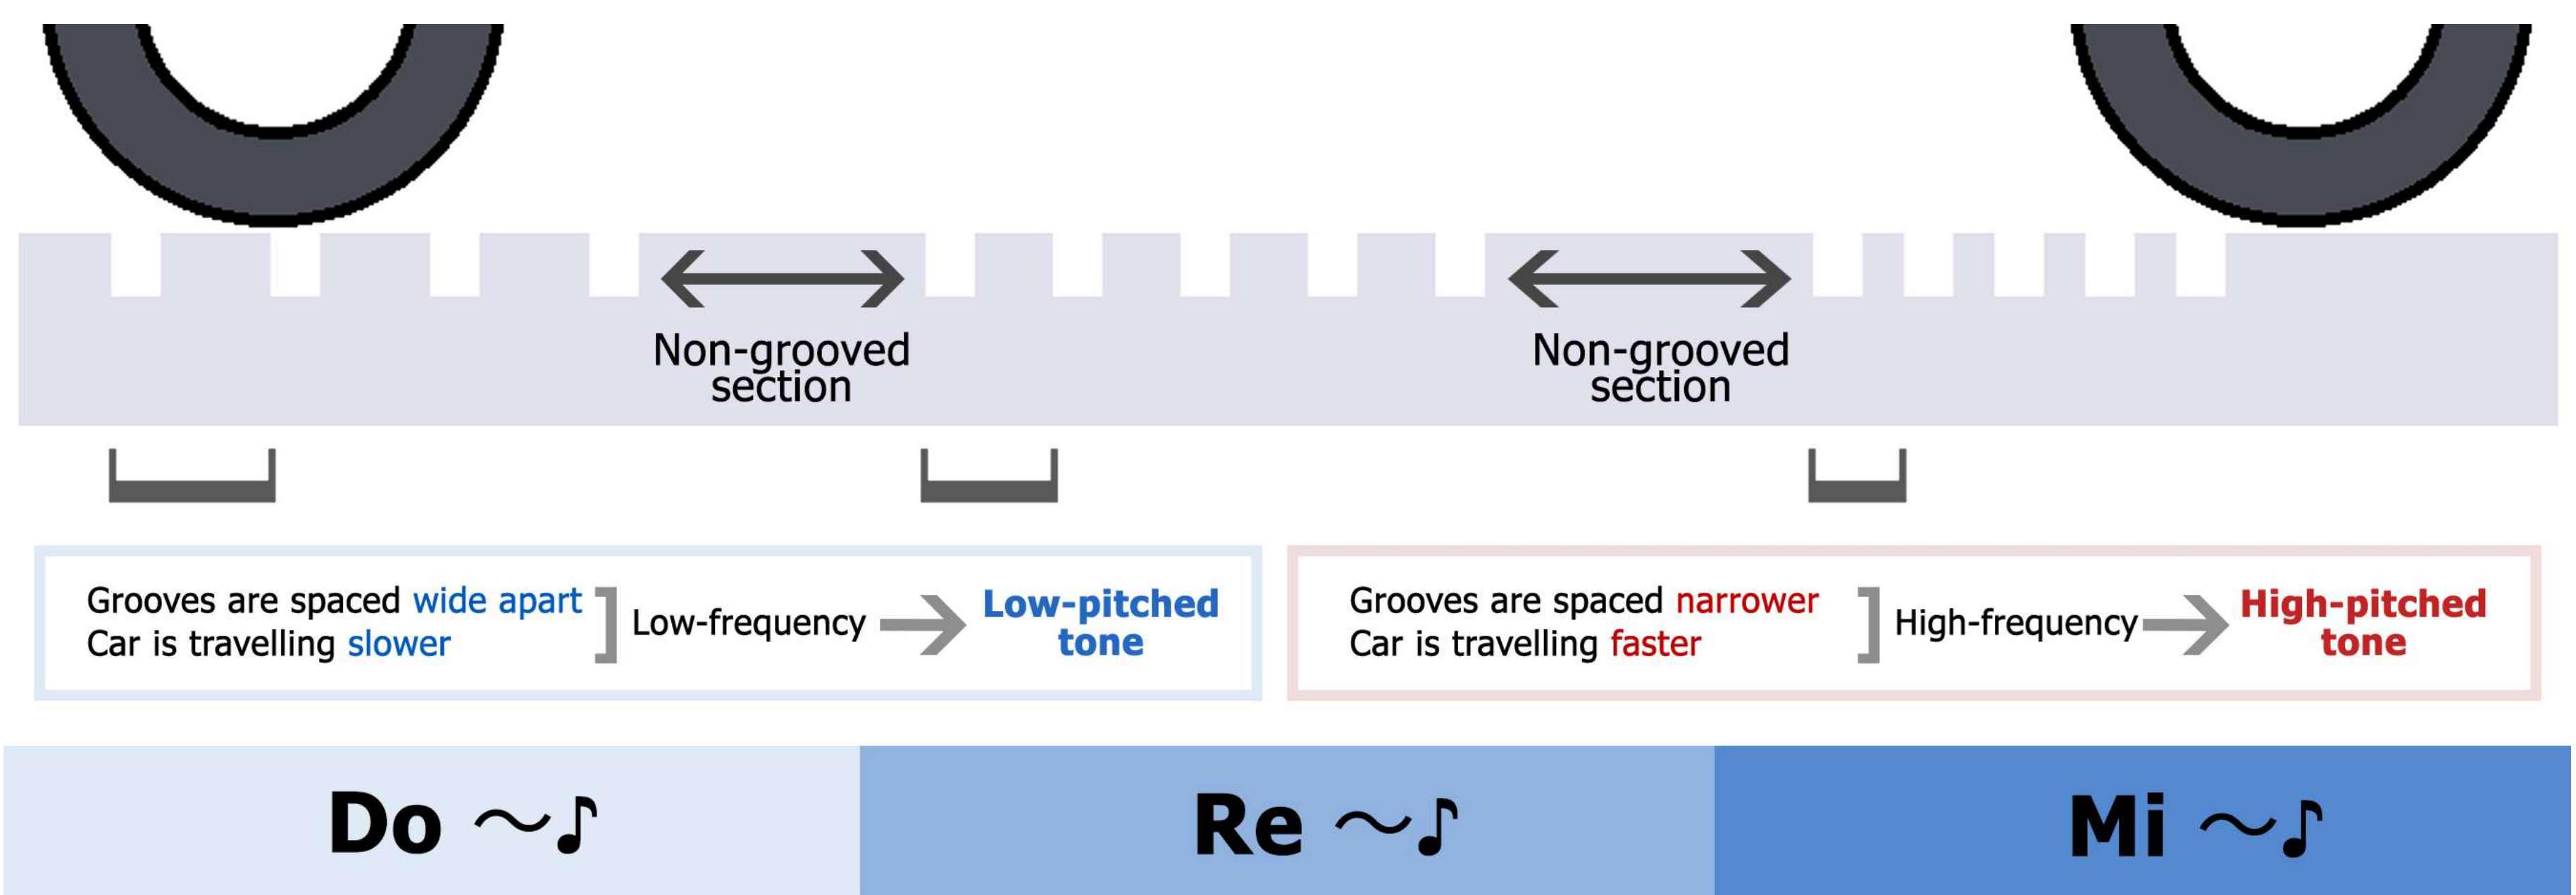 Non-grooved
section
Non-grooved
section
Grooves are spaced wide apart
Car is travelling slower
Low-frequency
Low-pitched
tone
Grooves are spaced narrower
Car is travelling faster
High-frequency
High-pitched
tone
Do ～♪
Re ～♪
Mi ～♪